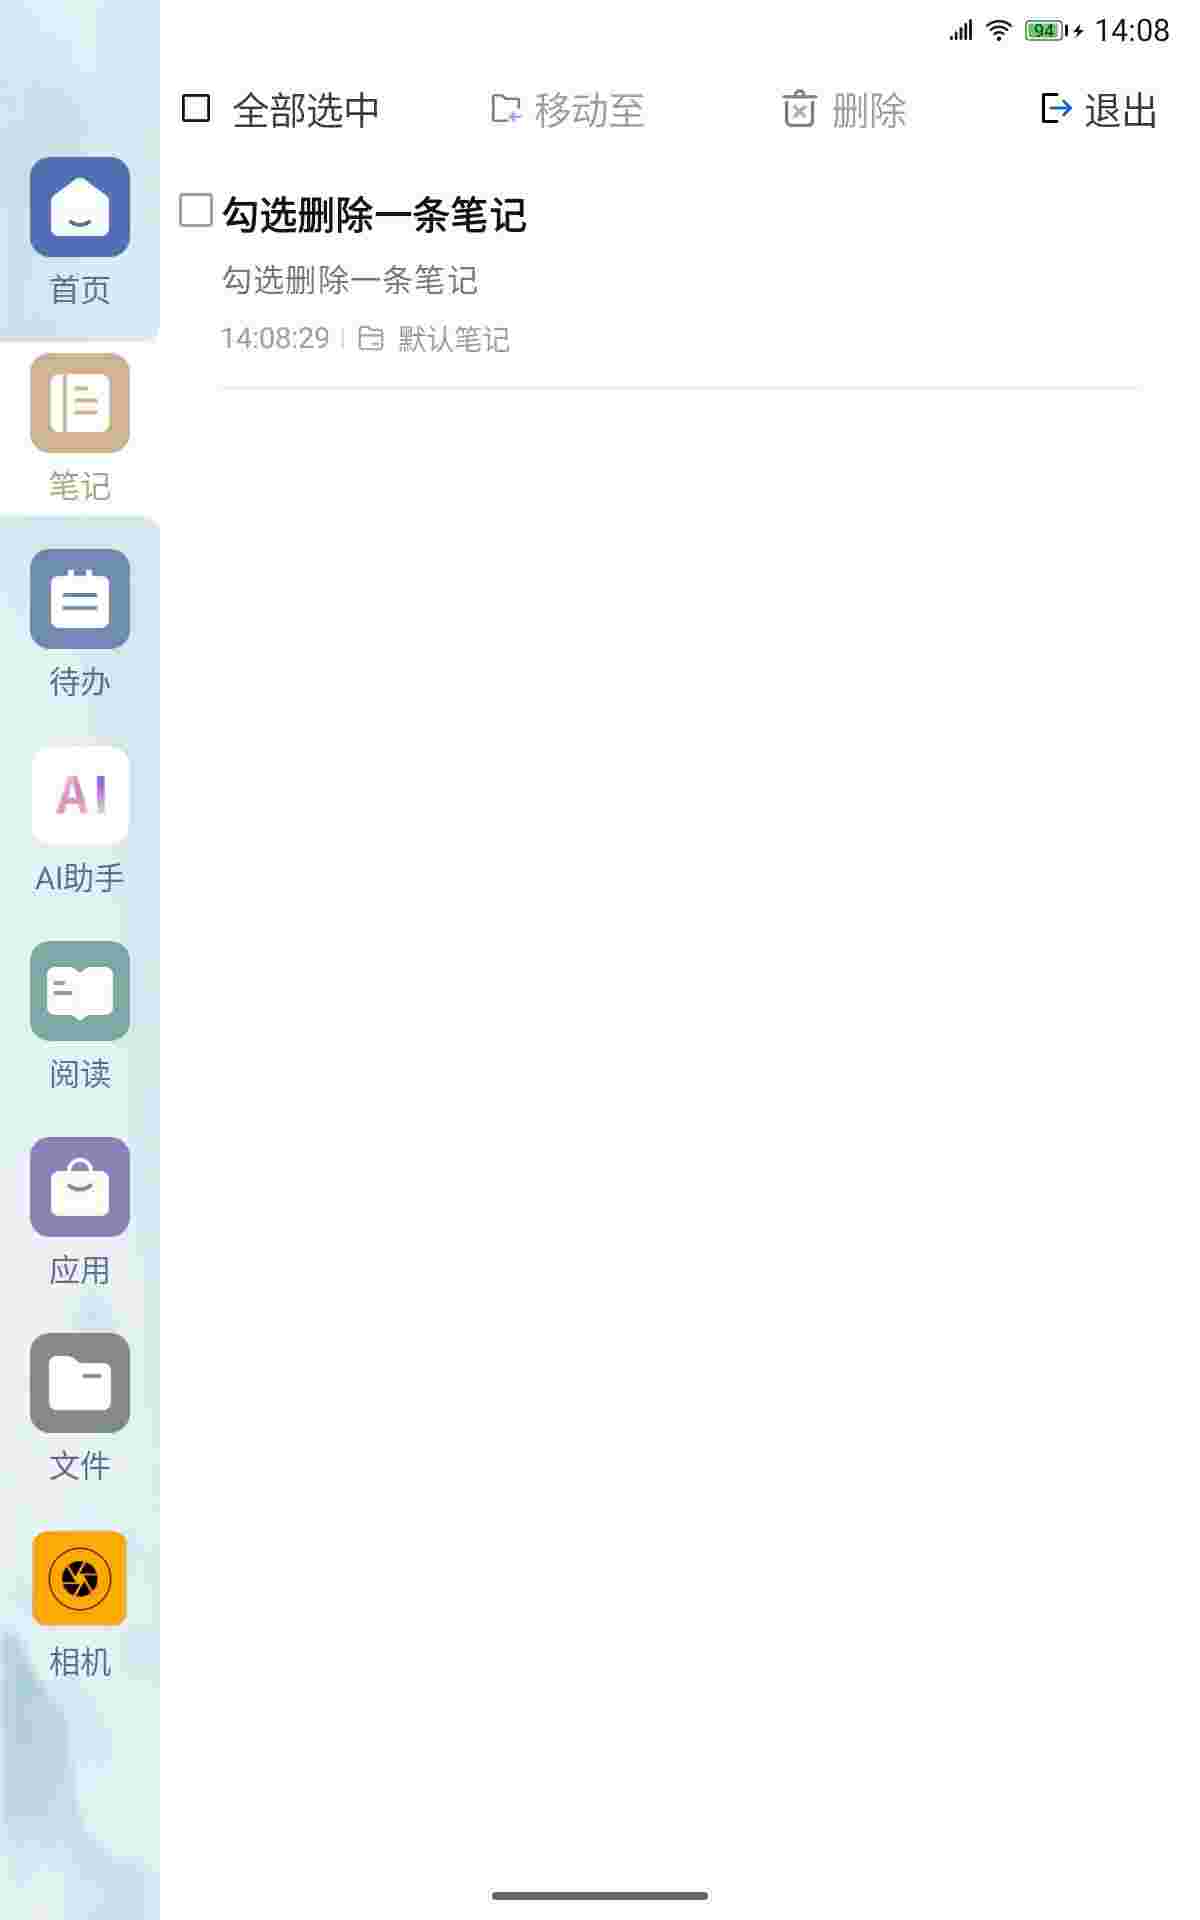 94 14:08
全部选中 移动至 删除 退出
勾选删除一条笔记
勾选删除一条笔记
14:08:29 默认笔记
首页
笔记
待办
AI
AI助手
阅读
应用
文件
相机